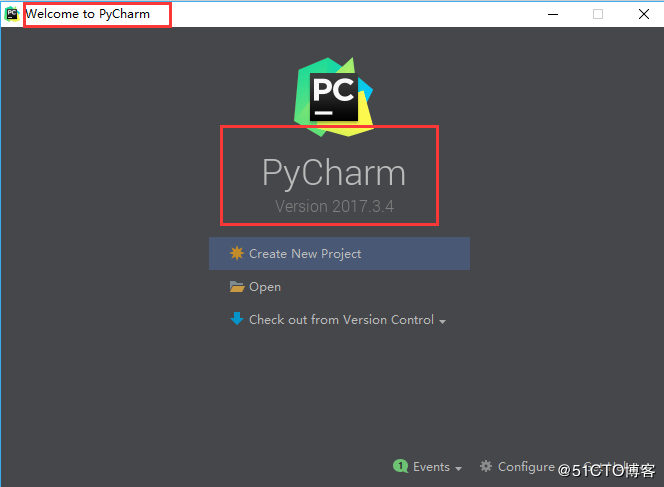 Welcome to PyCharm
PC
PyCharm
Version 2017.3.4
Create New Project
Open
Check out from Version Control
1 Events
Configure
@51CTO博客